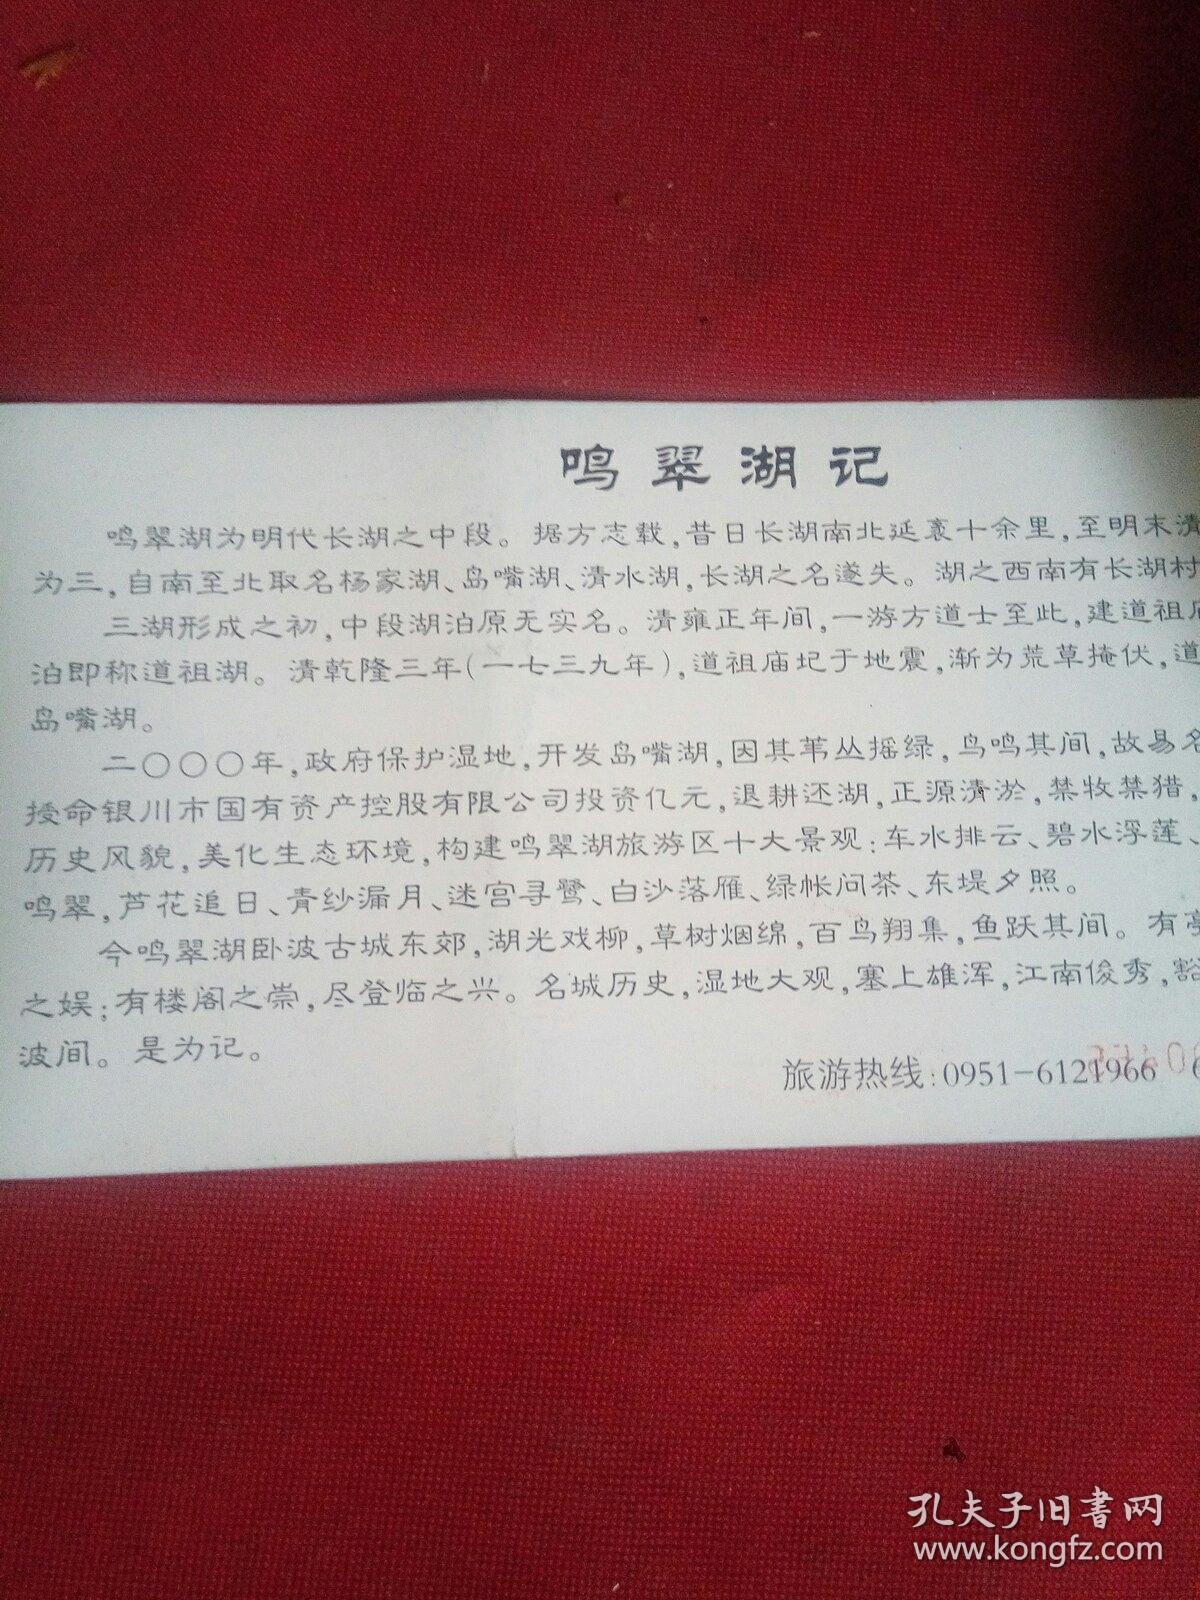 鸣翠湖记
鸣翠湖为明代长湖之中段。据方志载,昔日长湖南北延袤十余里,至明末清
为三,自南至北取名杨家湖、岛嘴湖、清水湖,长湖之名遂失。湖之西南有长湖村
三湖形成之初,中段湖泊原无实名。清雍正年间,一游方道士至此,建道祖庙
泊即称道祖湖。清乾隆三年(一七三九年),道祖庙圮于地震,渐为荒草掩伏,道
岛嘴湖。
二〇〇〇年,政府保护湿地,开发岛嘴湖,因其苇丛摇绿,鸟鸣其间,故易名
授命银川市国有资产控股有限公司投资亿元,退耕还湖,正源清淤,禁牧禁猎,
历史风貌,美化生态环境,构建鸣翠湖旅游区十大景观:车水排云、碧水浮莲、
鸣翠,芦花追日、青纱漏月、迷宫寻鹭、白沙落雁、绿帐问茶、东堤夕照。
今鸣翠湖卧波古城东郊,湖光戏柳,草树烟绵,百鸟翔集,鱼跃其间。有亭
之娱;有楼阁之崇,尽登临之兴。名城历史,湿地大观,塞上雄浑,江南俊秀,豁
波间。是为记。
旅游热线:0951-6121966 6
孔夫子旧书网
www.kongfz.com